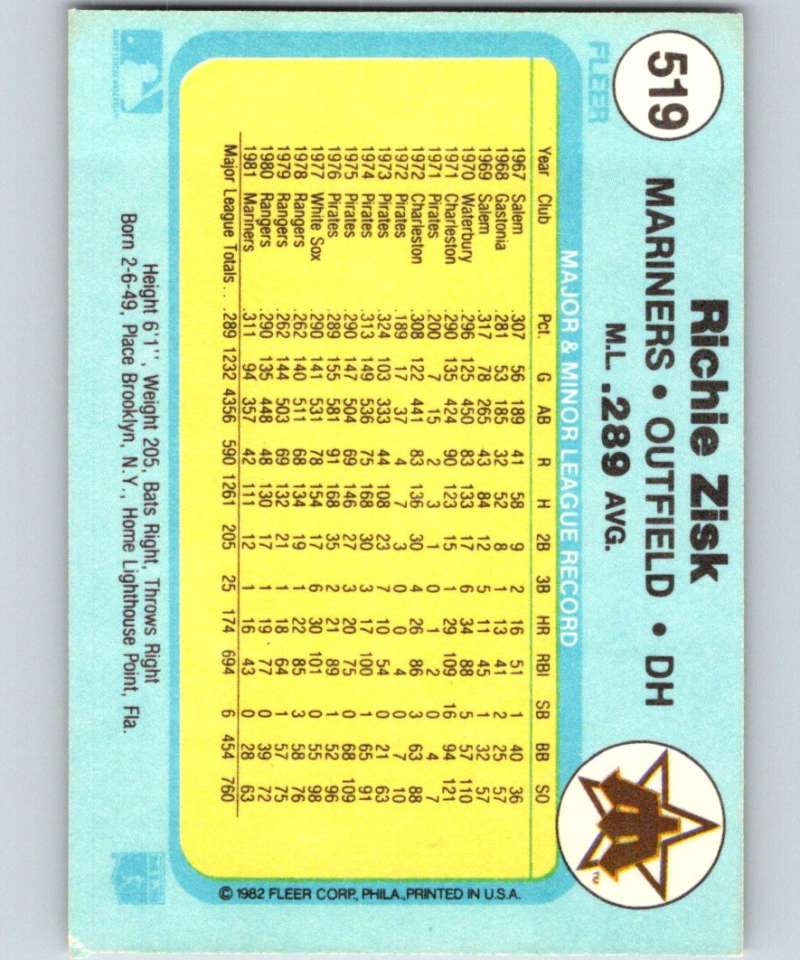 519
Richie Zisk
MARINERS • OUTFIELD • DH
M.L. .289 AVG.
TM
FLEER
MAJOR & MINOR LEAGUE RECORD
Year Club Pct. G AB R H 2B 3B HR RBI SB BB SO
1967 Salem .307 56 189 41 58 9 2 16 51 1 40 36
1968 Gastonia .281 53 185 32 52 8 1 13 41 2 25 57
1969 Salem .317 78 265 43 84 12 5 11 45 1 32 57
1970 Waterbury .296 125 450 83 133 17 6 34 88 5 57 110
1971 Charleston .290 135 424 90 123 15 1 29 109 16 94 121
1971 Pirates .200 7 15 2 3 1 0 1 2 0 4 7
1972 Charleston .308 122 441 83 136 30 4 26 86 3 63 88
1972 Pirates .189 17 37 4 7 3 0 0 4 0 7 10
1973 Pirates .324 103 333 44 108 23 7 10 54 0 21 63
1974 Pirates .313 149 536 75 168 30 3 17 100 1 65 91
1975 Pirates .290 147 504 69 146 27 3 20 75 0 68 109
1976 Pirates .289 155 581 91 168 35 2 21 89 1 52 96
1977 White Sox .290 141 531 78 154 17 6 30 101 0 55 98
1978 Rangers .262 140 511 68 134 19 1 22 85 3 58 76
1979 Rangers .262 144 503 69 132 21 1 18 64 1 57 75
1980 Rangers .290 135 448 48 130 17 1 19 77 0 39 72
1981 Mariners .311 94 357 42 111 12 1 16 43 0 28 63
Major League Totals . . .289 1232 4356 590 1261 205 25 174 694 6 454 760
© 1982 FLEER CORP., PHILA., PRINTED IN U.S.A.
Height 6'1'', Weight 205, Bats Right, Throws Right
Born 2-6-49, Place Brooklyn, N.Y., Home Lighthouse Point, Fla.